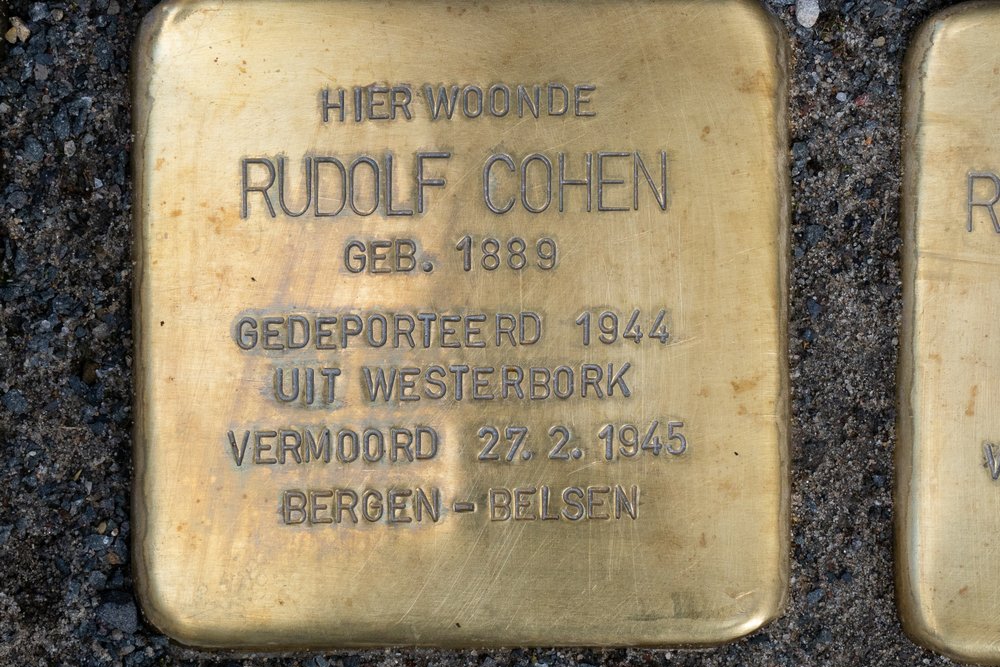 HIER WOONDE
RUDOLF COHEN
GEB. 1889
GEDEPORTEERD 1944
UIT WESTERBORK
VERMOORD 27.2.1945
BERGEN-BELSEN